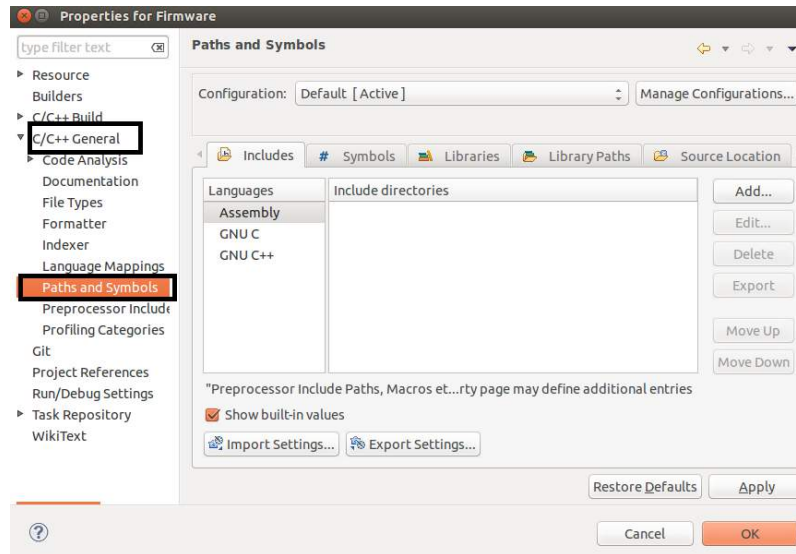 Properties for Firmware
type filter text
Resource
Builders
C/C++ Build
C/C++ General
Code Analysis
Documentation
File Types
Formatter
Indexer
Language Mappings
Paths and Symbols
Preprocessor Include
Profiling Categories
Git
Project References
Run/Debug Settings
Task Repository
WikiText
Paths and Symbols
Configuration: Default [ Active ] Manage Configurations...
Includes # Symbols Libraries Library Paths Source Location
Languages Include directories
Assembly
GNU C
GNU C++
Add...
Edit...
Delete
Export
Move Up
Move Down
"Preprocessor Include Paths, Macros et...rty page may define additional entries
Show built-in values
Import Settings... Export Settings...
Restore Defaults Apply
? Cancel OK